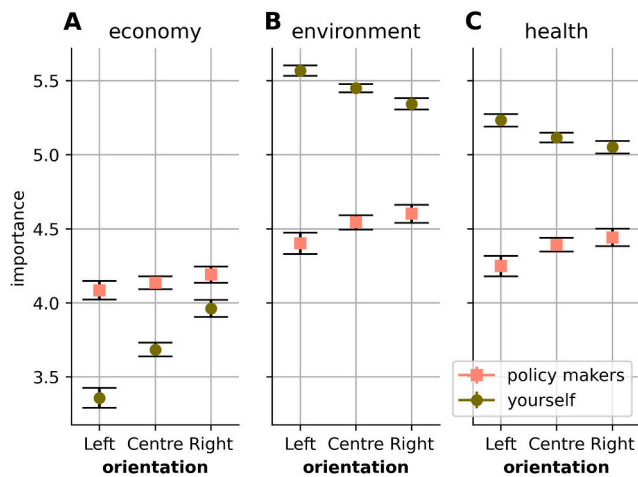 A economy
B environment
C health
importance
5.5
5.0
4.5
4.0
3.5
policy makers
yourself
Left Centre Right
Left Centre Right
Left Centre Right
orientation
orientation
orientation